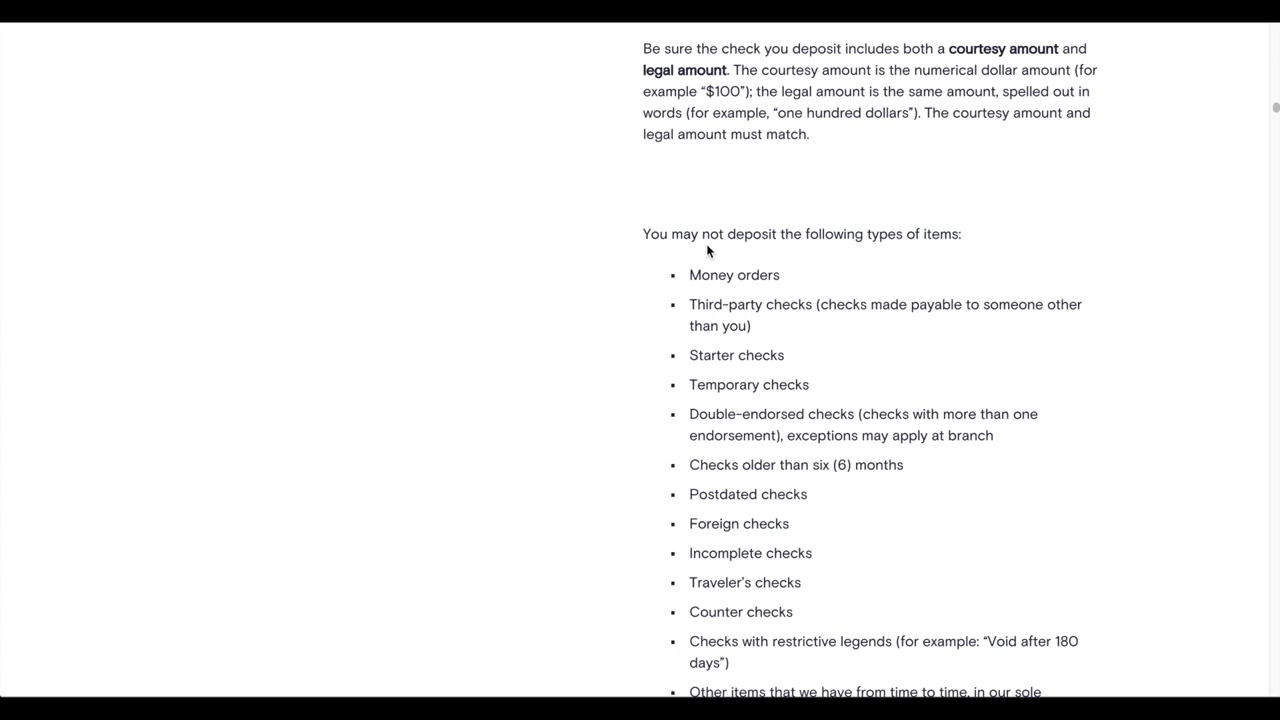 Be sure the check you deposit includes both a courtesy amount and
legal amount. The courtesy amount is the numerical dollar amount (for
example “$100”); the legal amount is the same amount, spelled out in
words (for example, “one hundred dollars”). The courtesy amount and
legal amount must match.
You may not deposit the following types of items:
▪ Money orders
▪ Third-party checks (checks made payable to someone other
than you)
▪ Starter checks
▪ Temporary checks
▪ Double-endorsed checks (checks with more than one
endorsement), exceptions may apply at branch
▪ Checks older than six (6) months
▪ Postdated checks
▪ Foreign checks
▪ Incomplete checks
▪ Traveler’s checks
▪ Counter checks
▪ Checks with restrictive legends (for example: “Void after 180
days”)
▪ Other items that we have from time to time, in our sole